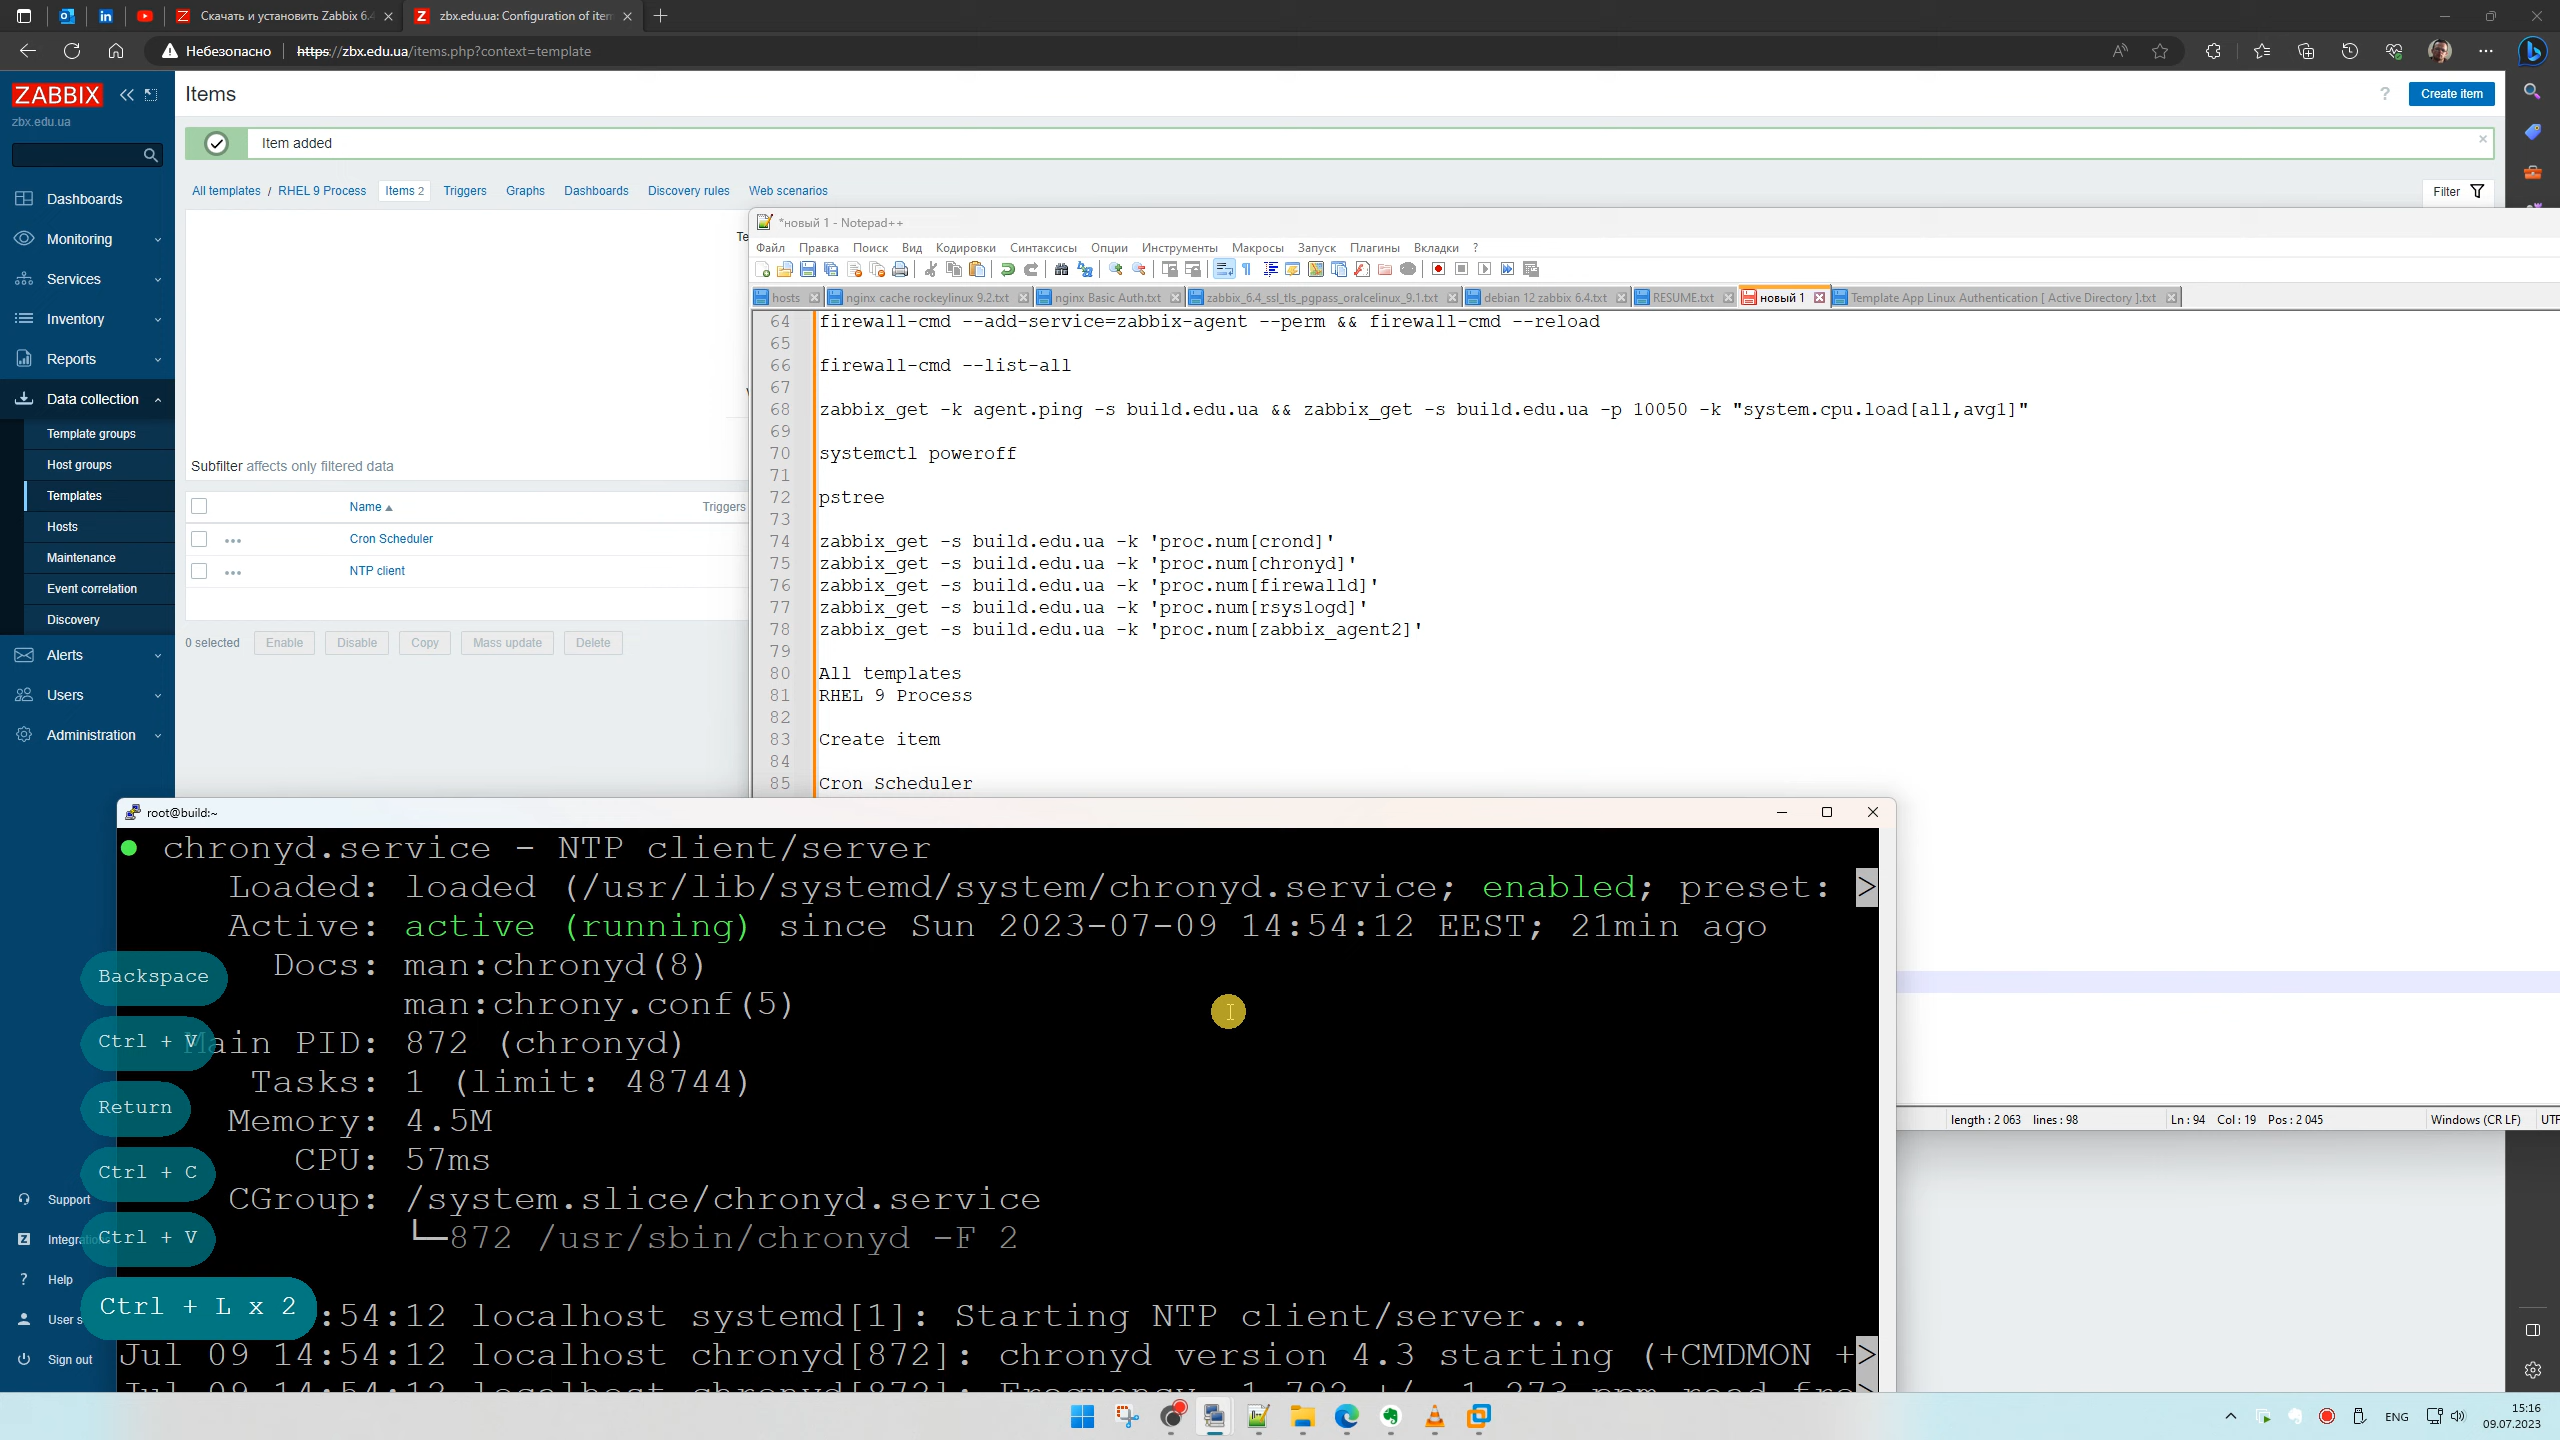 Скачать и установить Zabbix 6.4
zbx.edu.ua: Configuration of item
Небезопасно
https://zbx.edu.ua/items.php?context=template
ZABBIX
zbx.edu.ua
Items
?
Create item
Item added
All templates / RHEL 9 Process
Items 2
Triggers
Graphs
Dashboards
Discovery rules
Web scenarios
Filter
Dashboards
Monitoring
Services
Inventory
Reports
Data collection
Template groups
Host groups
Templates
Hosts
Maintenance
Event correlation
Discovery
Alerts
Users
Administration
Support
Help
Sign out
Te
Subfilter affects only filtered data
Name
Triggers
Cron Scheduler
NTP client
0 selected
Enable
Disable
Copy
Mass update
Delete
*новый 1 - Notepad++
Файл Правка Поиск Вид Кодировки Синтаксисы Опции Инструменты Макросы Запуск Плагины Вкладки ?
hosts
nginx cache rockeylinux 9.2.txt
nginx Basic Auth.txt
zabbix_6.4_ssl_tls_pgpass_oralcelinux_9.1.txt
debian 12 zabbix 6.4.txt
RESUME.txt
новый 1
Template App Linux Authentication [ Active Directory ].txt
64 firewall-cmd --add-service=zabbix-agent --perm && firewall-cmd --reload
65
66 firewall-cmd --list-all
67
68 zabbix_get -k agent.ping -s build.edu.ua && zabbix_get -s build.edu.ua -p 10050 -k "system.cpu.load[all,avg1]"
69
70 systemctl poweroff
71
72 pstree
73
74 zabbix_get -s build.edu.ua -k 'proc.num[crond]'
75 zabbix_get -s build.edu.ua -k 'proc.num[chronyd]'
76 zabbix_get -s build.edu.ua -k 'proc.num[firewalld]'
77 zabbix_get -s build.edu.ua -k 'proc.num[rsyslogd]'
78 zabbix_get -s build.edu.ua -k 'proc.num[zabbix_agent2]'
79
80 All templates
81 RHEL 9 Process
82
83 Create item
84
85 Cron Scheduler
length : 2 063 lines : 98
Ln : 94 Col : 19 Pos : 2 045
Windows (CR LF)
UTF
root@build:~
● chronyd.service - NTP client/server
Loaded: loaded (/usr/lib/systemd/system/chronyd.service; enabled; preset: >
Active: active (running) since Sun 2023-07-09 14:54:12 EEST; 21min ago
Docs: man:chronyd(8)
man:chrony.conf(5)
Main PID: 872 (chronyd)
Tasks: 1 (limit: 48744)
Memory: 4.5M
CPU: 57ms
CGroup: /system.slice/chronyd.service
└─872 /usr/sbin/chronyd -F 2
:54:12 localhost systemd[1]: Starting NTP client/server...
Jul 09 14:54:12 localhost chronyd[872]: chronyd version 4.3 starting (+CMDMON +>
Backspace
Ctrl + V
Return
Ctrl + C
Ctrl + V
Ctrl + L x 2
ENG
15:16
09.07.2023